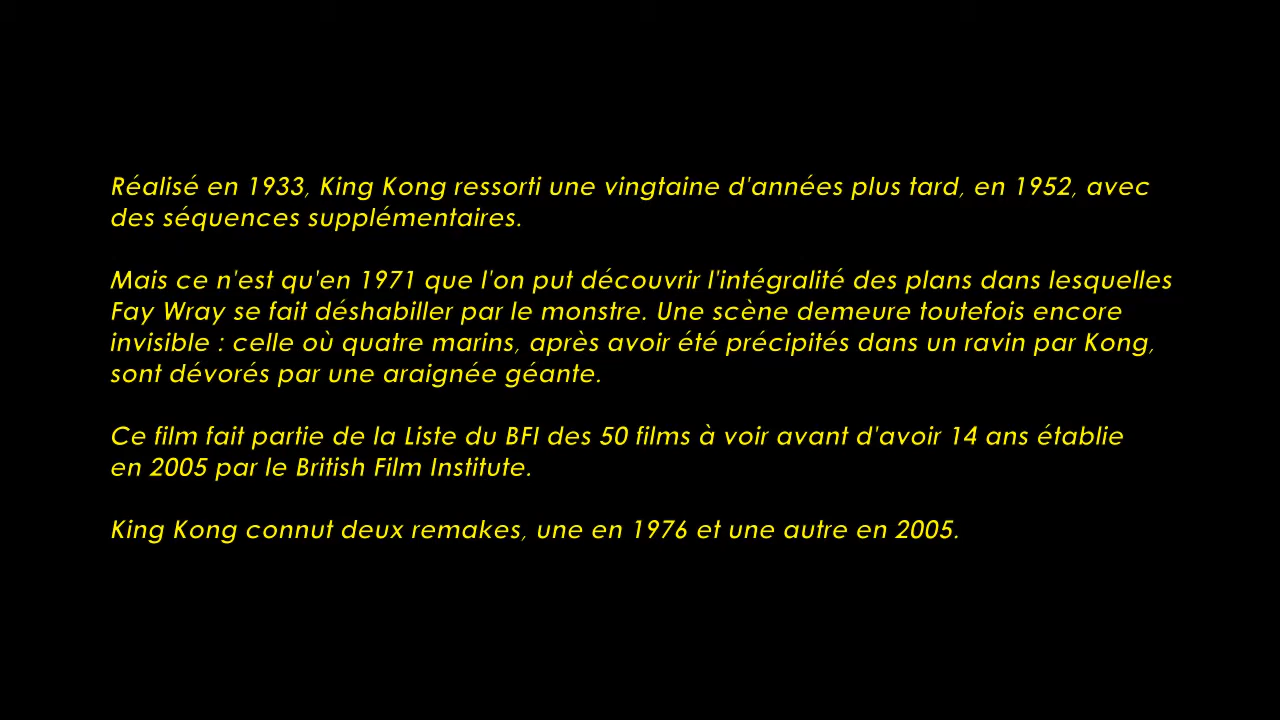 Réalisé en 1933, King Kong ressorti une vingtaine d'années plus tard, en 1952, avec
des séquences supplémentaires.
Mais ce n'est qu'en 1971 que l'on put découvrir l'intégralité des plans dans lesquelles
Fay Wray se fait déshabiller par le monstre. Une scène demeure toutefois encore
invisible : celle où quatre marins, après avoir été précipités dans un ravin par Kong,
sont dévorés par une araignée géante.
Ce film fait partie de la Liste du BFI des 50 films à voir avant d'avoir 14 ans établie
en 2005 par le British Film Institute.
King Kong connut deux remakes, une en 1976 et une autre en 2005.